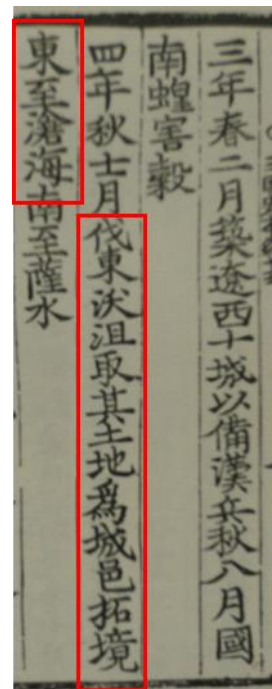 三年春二月築遼西十城以備漢兵秋八月國
南蝗害穀
四年秋七月伐東沃沮取其土地爲城邑拓境
東至滄海南至薩水